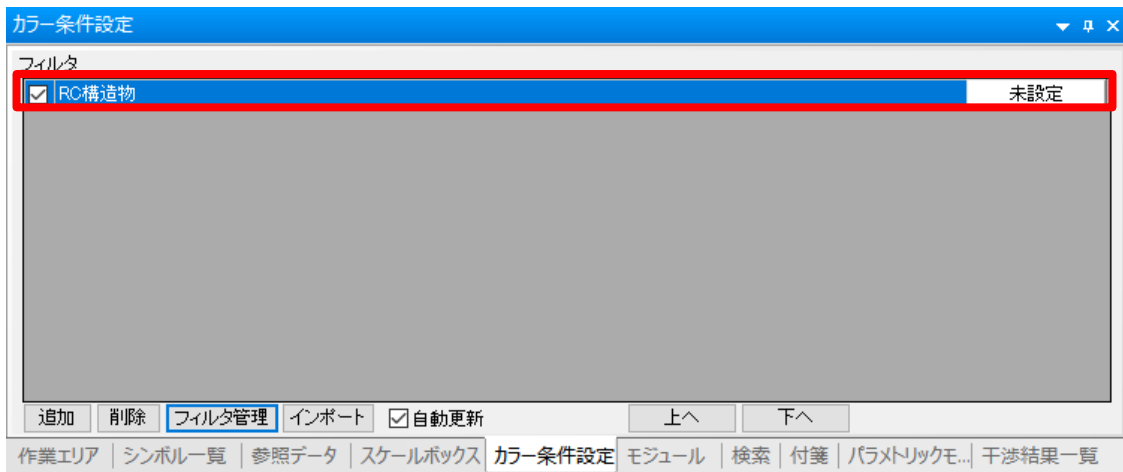 カラー条件設定
フィルタ
RC構造物 未設定
追加 削除 フィルタ管理 インポート 自動更新 上へ 下へ
作業エリア シンボル一覧 参照データ スケールボックス カラー条件設定 モジュール 検索 付箋 パラメトリックモ... 干渉結果一覧